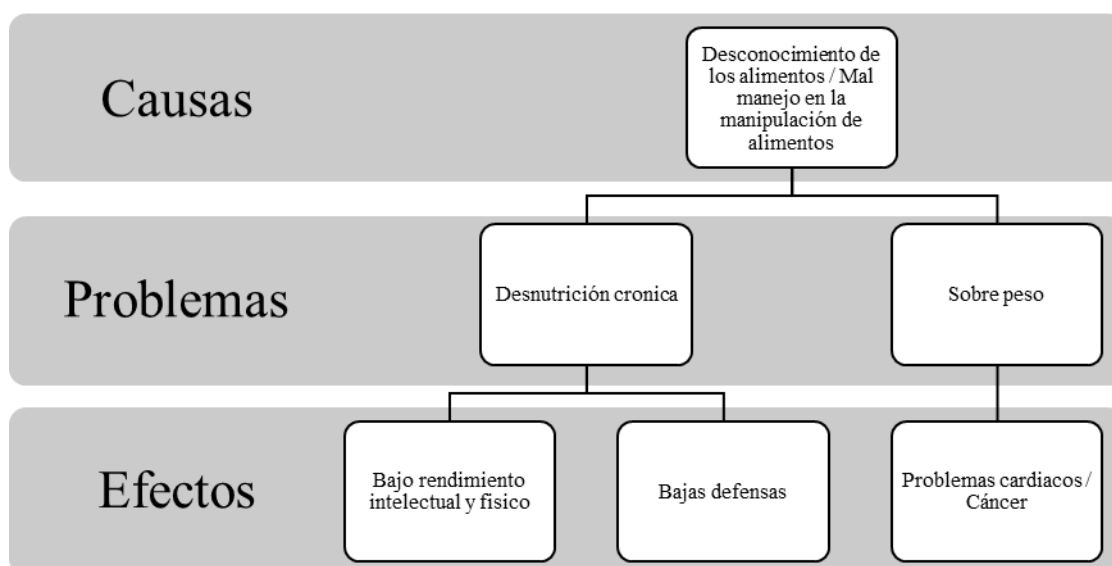 Causas
Desconocimiento de
los alimentos / Mal
manejo en la
manipulación de
alimentos
Problemas
Desnutrición cronica
Sobre peso
Efectos
Bajo rendimiento
intelectual y fisico
Bajas defensas
Problemas cardiacos /
Cáncer